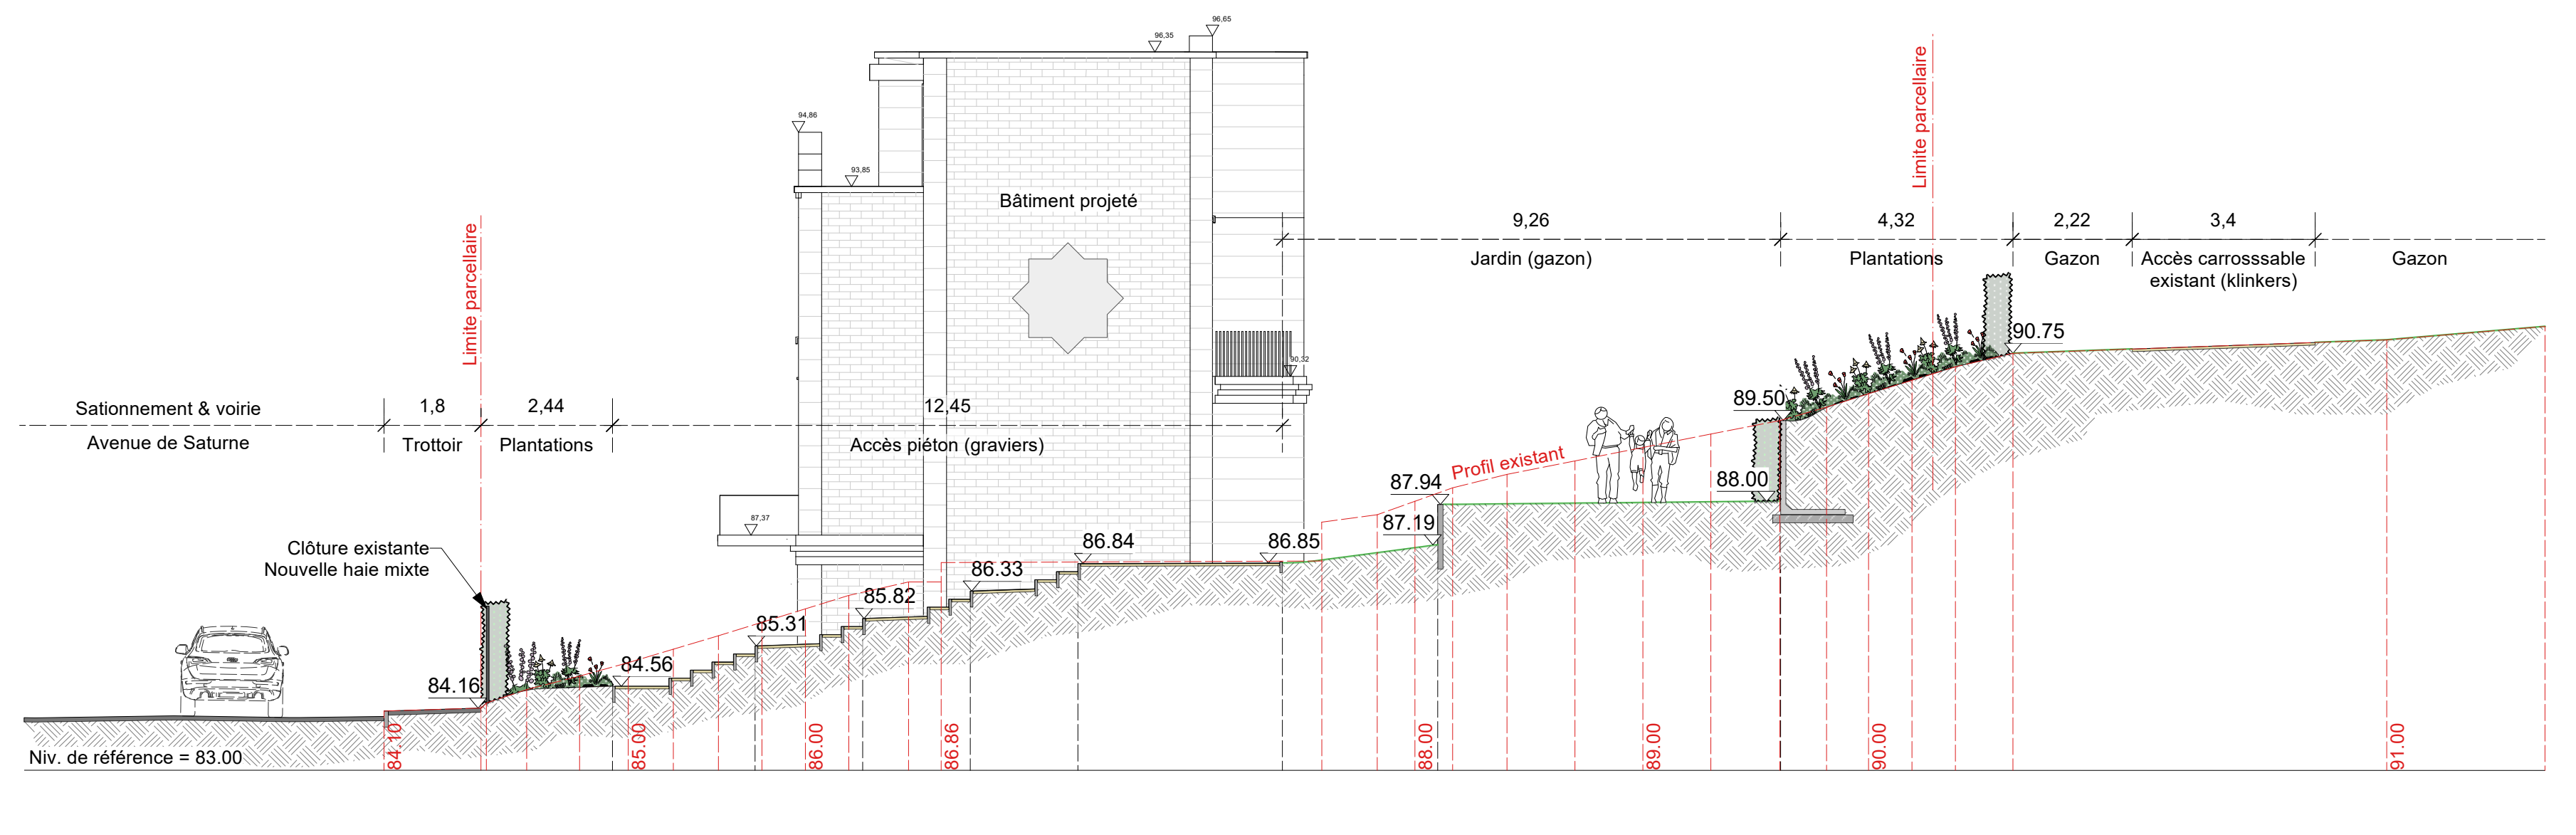 96,65
96,35
94,86
93,85
Limite parcellaire
Bâtiment projeté
Limite parcellaire
9,26
4,32
2,22
3,4
Jardin (gazon)
Plantations
Gazon
Accès carrosssable
existant (klinkers)
Gazon
90.75
90,32
89.50
Sationnement & voirie
1,8
2,44
12,45
Avenue de Saturne
Trottoir
Plantations
Accès piéton (graviers)
Profil existant
87.94
88.00
87.19
87,37
86.84
86.85
Clôture existante
Nouvelle haie mixte
86.33
85.82
85.31
84.56
84.16
Niv. de référence = 83.00
84.10
85.00
86.00
86.86
88.00
89.00
90.00
91.00